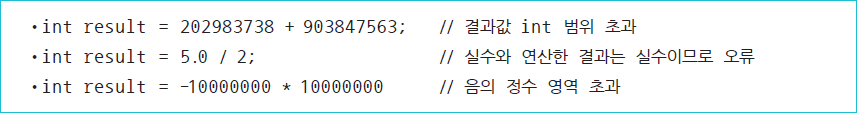 •int result = 202983738 + 903847563; // 결과값 int 범위 초과
•int result = 5.0 / 2; // 실수와 연산한 결과는 실수이므로 오류
•int result = -10000000 * 10000000 // 음의 정수 영역 초과